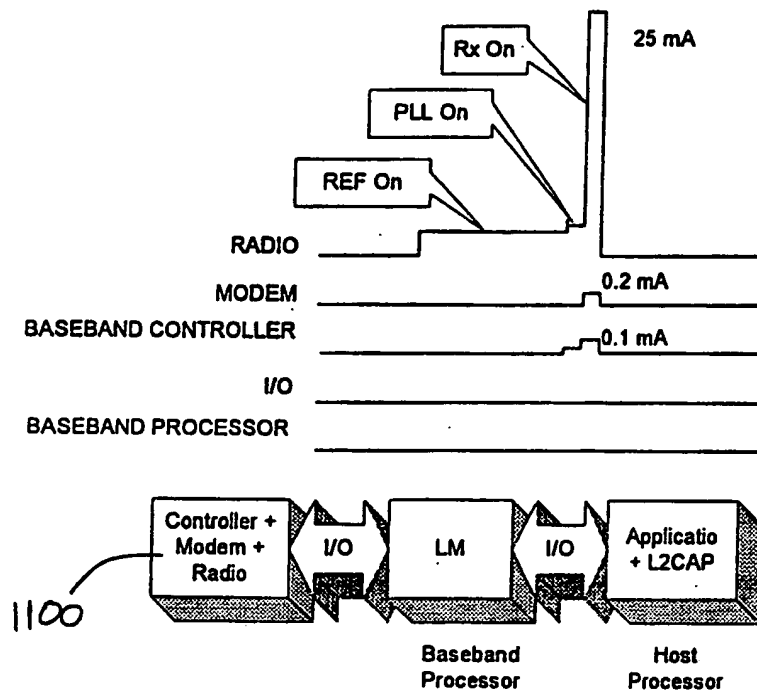 Rx On
25 mA
PLL On
REF On
RADIO
MODEM
0.2 mA
BASEBAND CONTROLLER
0.1 mA
I/O
BASEBAND PROCESSOR
Controller +
Modem +
Radio
I/O
LM
I/O
Applicatio
+ L2CAP
1100
Baseband
Processor
Host
Processor